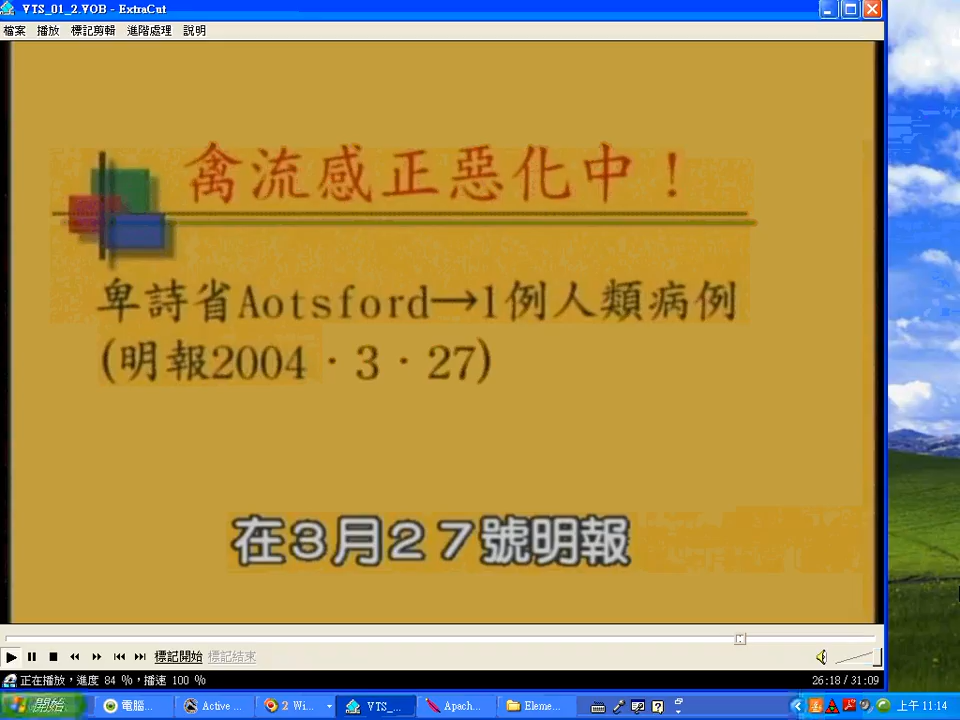 VTS_01_2.VOB - ExtraCut
檔案 播放 標記剪輯 進階處理 說明
禽流感正惡化中！
卑詩省Aotsford→1例人類病例
(明報2004．3．27)
在3月27號明報
標記開始 標記結束
正在播放，進度 84 %，播速 100 %
26:18 / 31:09
開始 電腦... Active ... 2 Wi... VTS_... Apach... Eleme... 上午 11:14